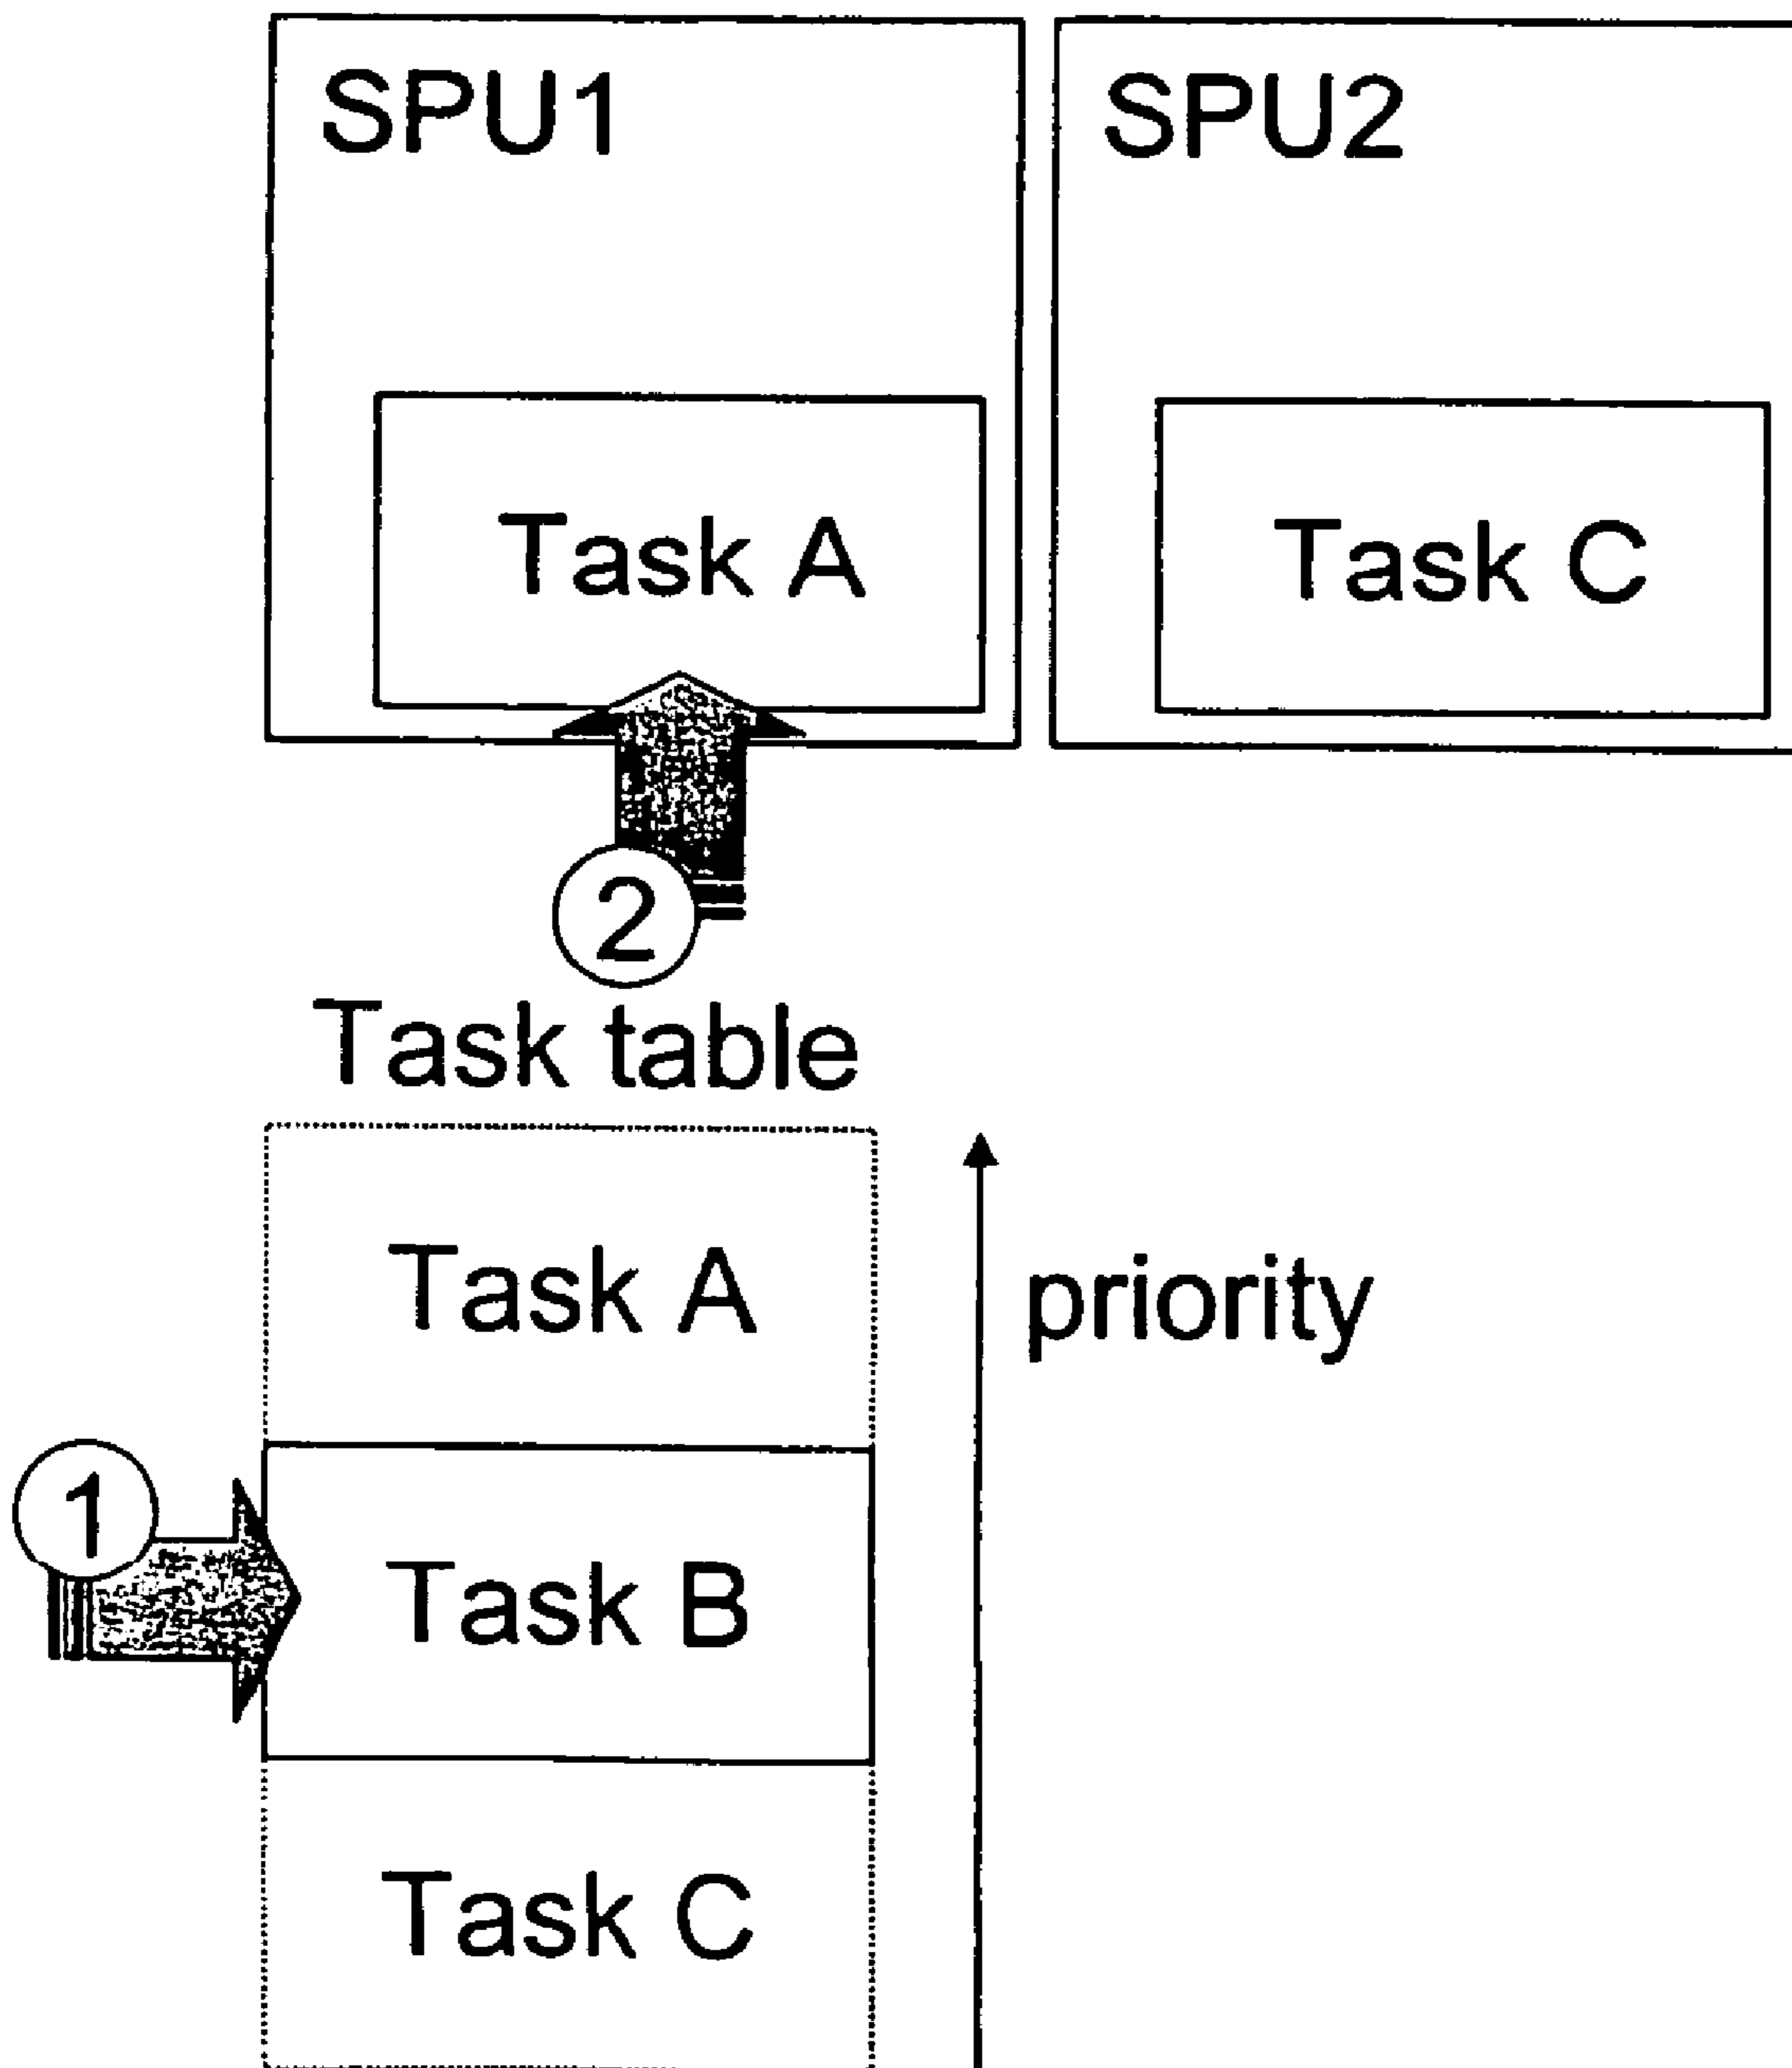 SPU1 SPU2
Task A Task C
2
Task table
Task A
priority
1
Task B
Task C